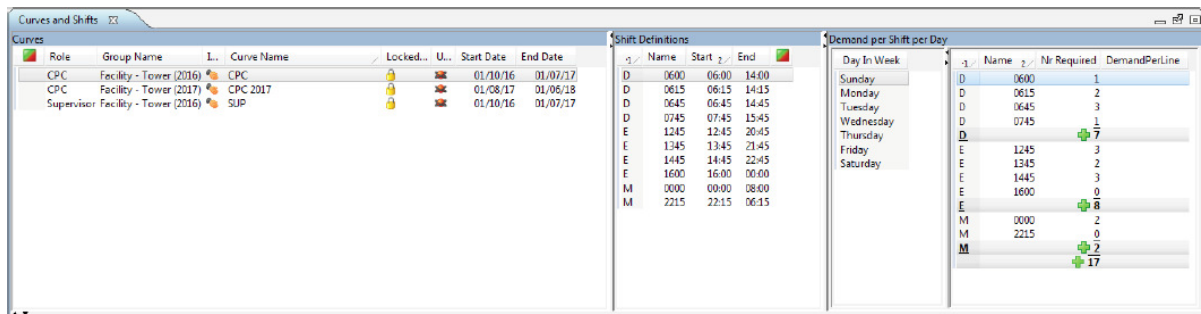 Curves and Shifts
Curves
Role Group Name I... Curve Name Locked... U... Start Date End Date
CPC Facility - Tower (2016) CPC 01/10/16 01/07/17
CPC Facility - Tower (2017) CPC 2017 01/08/17 01/06/18
Supervisor Facility - Tower (2016) SUP 01/10/16 01/07/17
Shift Definitions
-1 Name Start 2 End
D 0600 06:00 14:00
D 0615 06:15 14:15
D 0645 06:45 14:45
D 0745 07:45 15:45
E 1245 12:45 20:45
E 1345 13:45 21:45
E 1445 14:45 22:45
E 1600 16:00 00:00
M 0000 00:00 08:00
M 2215 22:15 06:15
Demand per Shift per Day
Day In Week
Sunday
Monday
Tuesday
Wednesday
Thursday
Friday
Saturday
-1 Name 2 Nr Required DemandPerLine
D 0600 1
D 0615 2
D 0645 3
D 0745 1
D 7
E 1245 3
E 1345 2
E 1445 3
E 1600 0
E 8
M 0000 2
M 2215 0
M 2
17